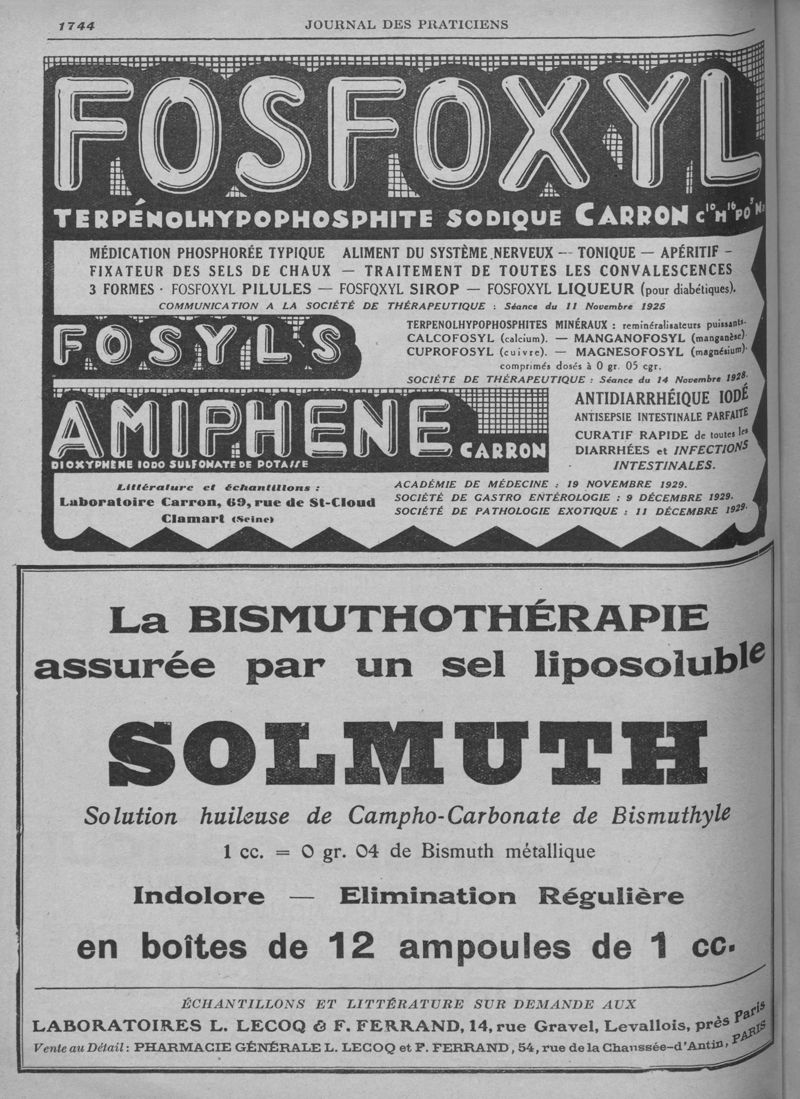 1744
JOURNAL DES PRATICIENS
FOSFOXYL
TERPÉNOLHYPOPHOSPHITE SODIQUE CARRON C¹⁰H¹⁶PO³Na
MÉDICATION PHOSPHORÉE TYPIQUE ALIMENT DU SYSTÈME NERVEUX — TONIQUE — APÉRITIF –
FIXATEUR DES SELS DE CHAUX — TRAITEMENT DE TOUTES LES CONVALESCENCES
3 FORMES · FOSFOXYL PILULES — FOSFOXYL SIROP — FOSFOXYL LIQUEUR (pour diabétiques).
COMMUNICATION A LA SOCIÉTÉ DE THÉRAPEUTIQUE : Séance du 11 Novembre 1925
FOSYLS
TERPENOLHYPOPHOSPHITES MINÉRAUX : reminéralisateurs puissants.
CALCOFOSYL (calcium). — MANGANOFOSYL (manganèse).
CUPROFOSYL (cuivre). — MAGNESOFOSYL (magnésium).
comprimés dosés à 0 gr. 05 cgr.
SOCIÉTE DE THÉRAPEUTIQUE : Séance du 14 Novembre 1928.
AMIPHENE
CARRON
DIOXYPHENE IODO SULFONATE DE POTASSE
ANTIDIARRHÉIQUE IODÉ
ANTISEPSIE INTESTINALE PARFAITE
CURATIF RAPIDE de toutes les
DIARRHÉES et INFECTIONS
INTESTINALES.
Littérature et échantillons :
Laboratoire Carron, 69, rue de St-Cloud
Clamart (Seine)
ACADÉMIE DE MÉDECINE : 19 NOVEMBRE 1929.
SOCIÉTÉ DE GASTRO ENTÉROLOGIE : 9 DÉCEMBRE 1929.
SOCIÉTÉ DE PATHOLOGIE EXOTIQUE : 11 DÉCEMBRE 1929.
La BISMUTHOTHÉRAPIE
assurée par un sel liposoluble
SOLMUTH
Solution huileuse de Campho-Carbonate de Bismuthyle
1 cc. = 0 gr. 04 de Bismuth métallique
Indolore — Elimination Régulière
en boîtes de 12 ampoules de 1 cc.
ÉCHANTILLONS ET LITTÉRATURE SUR DEMANDE AUX
LABORATOIRES L. LECOQ & F. FERRAND, 14, rue Gravel, Levallois, près Paris
Vente au Détail : PHARMACIE GÉNÉRALE L. LECOQ et F. FERRAND, 54, rue de la Chaussée-d'Antin, PARIS